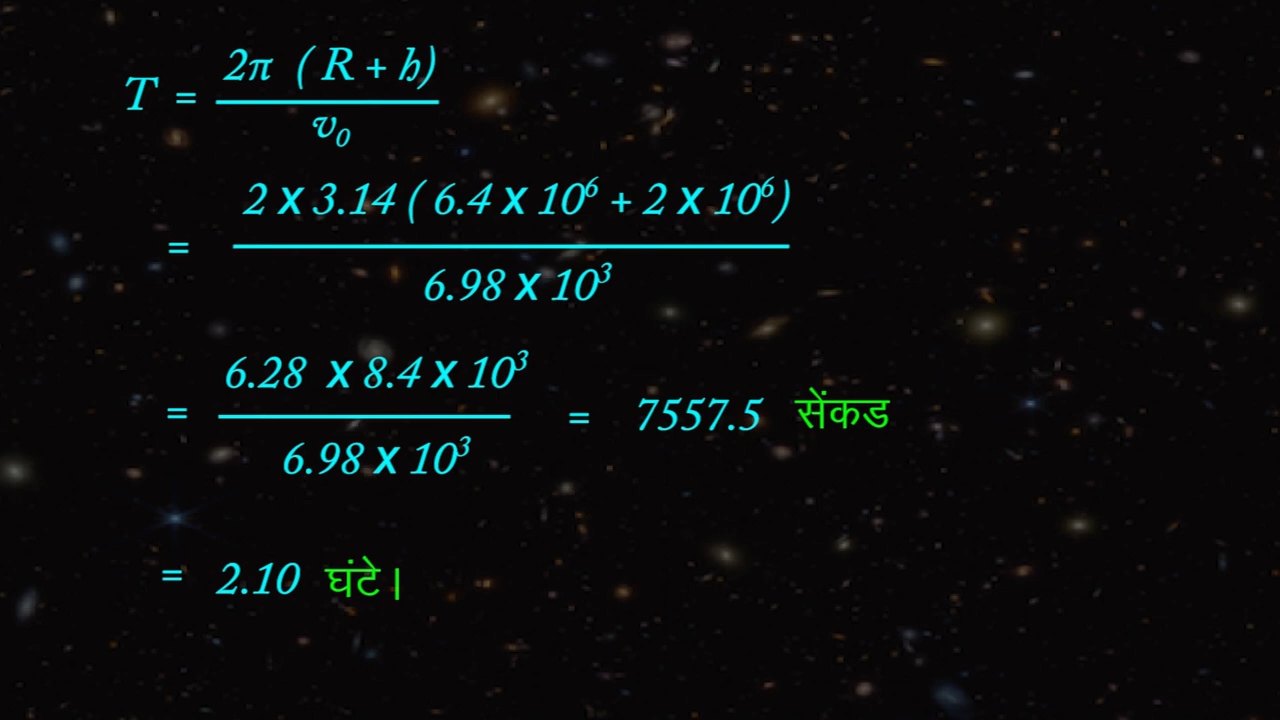 T = 2π ( R + h) / v₀
= 2 x 3.14 ( 6.4 x 10⁶ + 2 x 10⁶) / 6.98 x 10³
= 6.28 x 8.4 x 10³ / 6.98 x 10³ = 7557.5 सेंकड
= 2.10 घंटे।